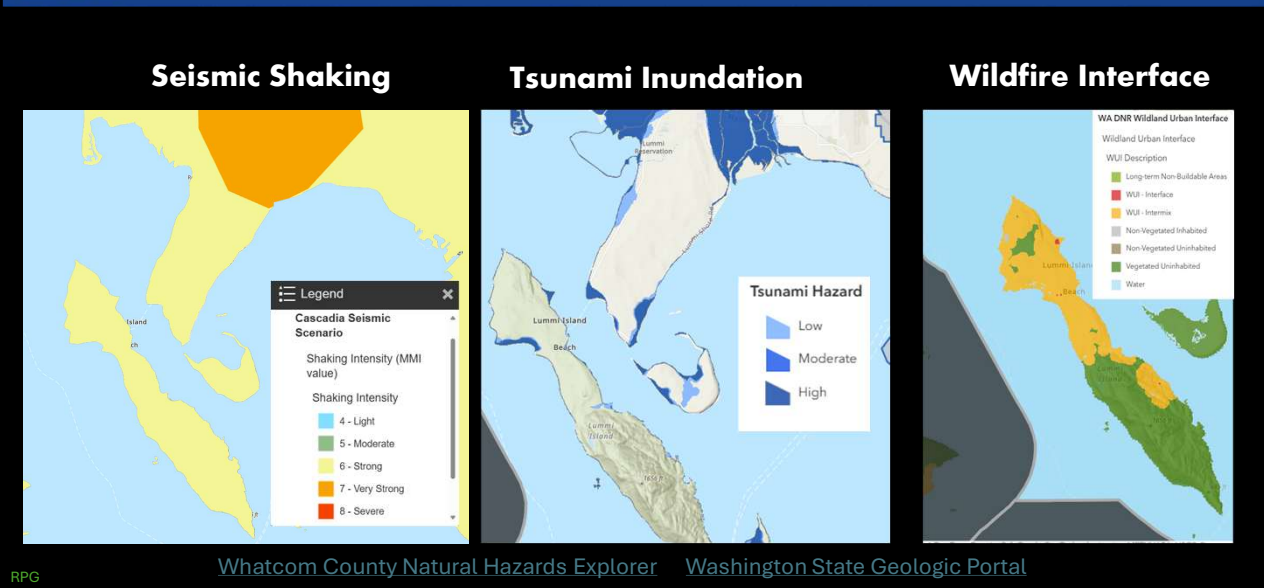 Seismic Shaking
Tsunami Inundation
Wildfire Interface
Island
ch
Legend
Cascadia Seismic
Scenario
Shaking Intensity (MMI
value)
Shaking Intensity
4 - Light
5 - Moderate
6 - Strong
7 - Very Strong
8 - Severe
Lummi
Reservation
Lummi Island
Beach
Lummi
Island
Tsunami Hazard
Low
Moderate
High
WA DNR Wildland Urban Interface
Wildland Urban Interface
WUI Description
Long-term Non-Buildable Areas
WUI - Interface
WUI - Intermix
Non-Vegetated Inhabited
Non-Vegetated Uninhabited
Vegetated Uninhabited
Water
Lummi Islan
Beach
Lummi
Island
Whatcom County Natural Hazards Explorer
Washington State Geologic Portal
RPG